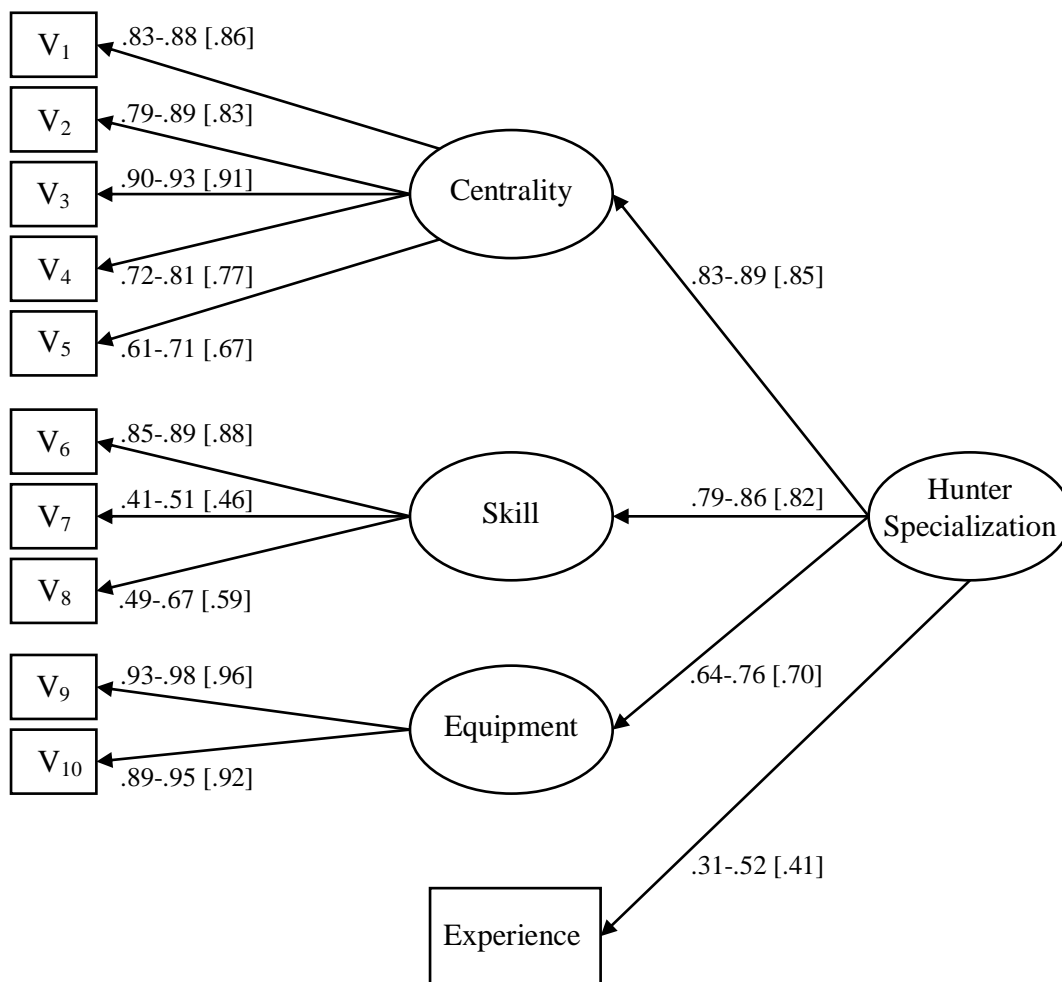 V1
.83-.88 [.86]
V2
.79-.89 [.83]
V3
.90-.93 [.91]
Centrality
V4
.72-.81 [.77]
.83-.89 [.85]
V5
.61-.71 [.67]
V6
.85-.89 [.88]
V7
.41-.51 [.46]
Skill
.79-.86 [.82]
Hunter
Specialization
V8
.49-.67 [.59]
V9
.93-.98 [.96]
.64-.76 [.70]
Equipment
V10
.89-.95 [.92]
.31-.52 [.41]
Experience